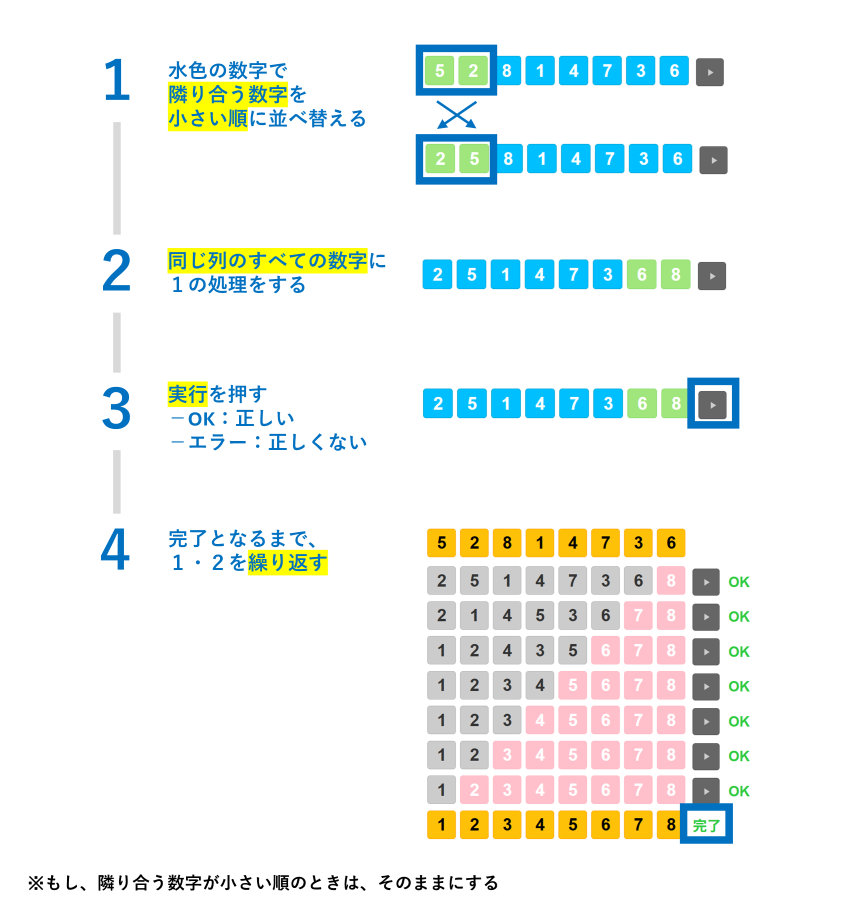 1
水色の数字で
隣り合う数字を
小さい順に並べ替える
5 2 8 1 4 7 3 6
2 5 8 1 4 7 3 6
2
同じ列のすべての数字に
１の処理をする
2 5 1 4 7 3 6 8
3
実行を押す
－OK：正しい
－エラー：正しくない
2 5 1 4 7 3 6 8
4
完了となるまで、
１・２を繰り返す
5 2 8 1 4 7 3 6
2 5 1 4 7 3 6 8 OK
2 1 4 5 3 6 7 8 OK
1 2 4 3 5 6 7 8 OK
1 2 3 4 5 6 7 8 OK
1 2 3 4 5 6 7 8 OK
1 2 3 4 5 6 7 8 OK
1 2 3 4 5 6 7 8 OK
1 2 3 4 5 6 7 8 完了
※もし、隣り合う数字が小さい順のときは、そのままにする